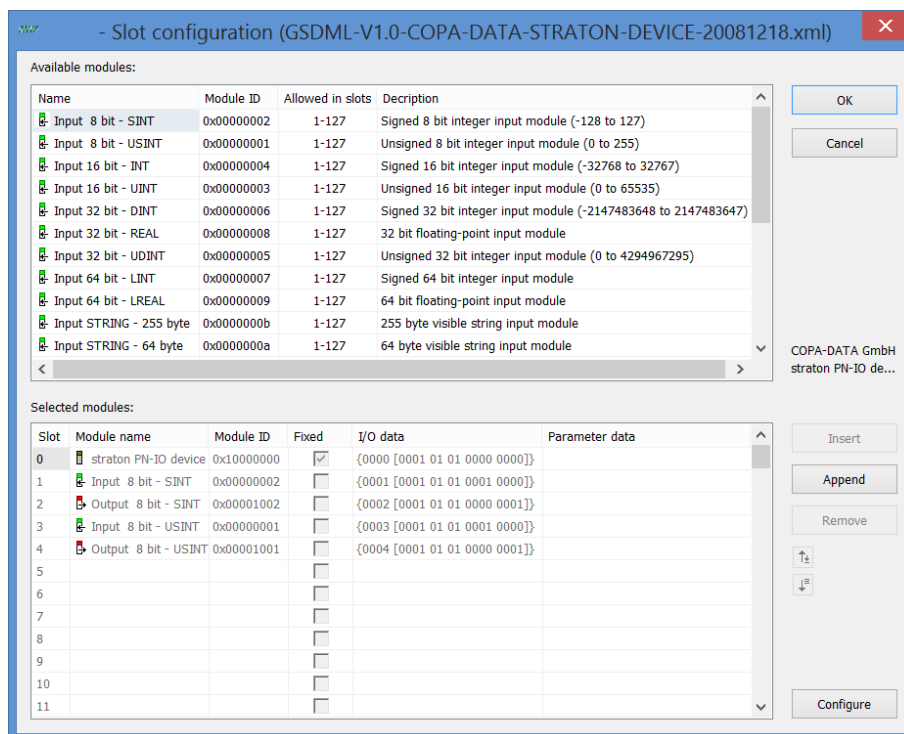 - Slot configuration (GSDML-V1.0-COPA-DATA-STRATON-DEVICE-20081218.xml)
Available modules:
Name Module ID Allowed in slots Decription
Input 8 bit - SINT 0x00000002 1-127 Signed 8 bit integer input module (-128 to 127)
Input 8 bit - USINT 0x00000001 1-127 Unsigned 8 bit integer input module (0 to 255)
Input 16 bit - INT 0x00000004 1-127 Signed 16 bit integer input module (-32768 to 32767)
Input 16 bit - UINT 0x00000003 1-127 Unsigned 16 bit integer input module (0 to 65535)
Input 32 bit - DINT 0x00000006 1-127 Signed 32 bit integer input module (-2147483648 to 2147483647)
Input 32 bit - REAL 0x00000008 1-127 32 bit floating-point input module
Input 32 bit - UDINT 0x00000005 1-127 Unsigned 32 bit integer input module (0 to 4294967295)
Input 64 bit - LINT 0x00000007 1-127 Signed 64 bit integer input module
Input 64 bit - LREAL 0x00000009 1-127 64 bit floating-point input module
Input STRING - 255 byte 0x0000000b 1-127 255 byte visible string input module
Input STRING - 64 byte 0x0000000a 1-127 64 byte visible string input module
OK
Cancel
COPA-DATA GmbH
straton PN-IO de...
Selected modules:
Slot Module name Module ID Fixed I/O data Parameter data
0 straton PN-IO device 0x10000000 {0000 [0001 01 01 0000 0000]}
1 Input 8 bit - SINT 0x00000002 {0001 [0001 01 01 0001 0000]}
2 Output 8 bit - SINT 0x00001002 {0002 [0001 01 01 0000 0001]}
3 Input 8 bit - USINT 0x00000001 {0003 [0001 01 01 0001 0000]}
4 Output 8 bit - USINT 0x00001001 {0004 [0001 01 01 0000 0001]}
5
6
7
8
9
10
11
Insert
Append
Remove
Configure